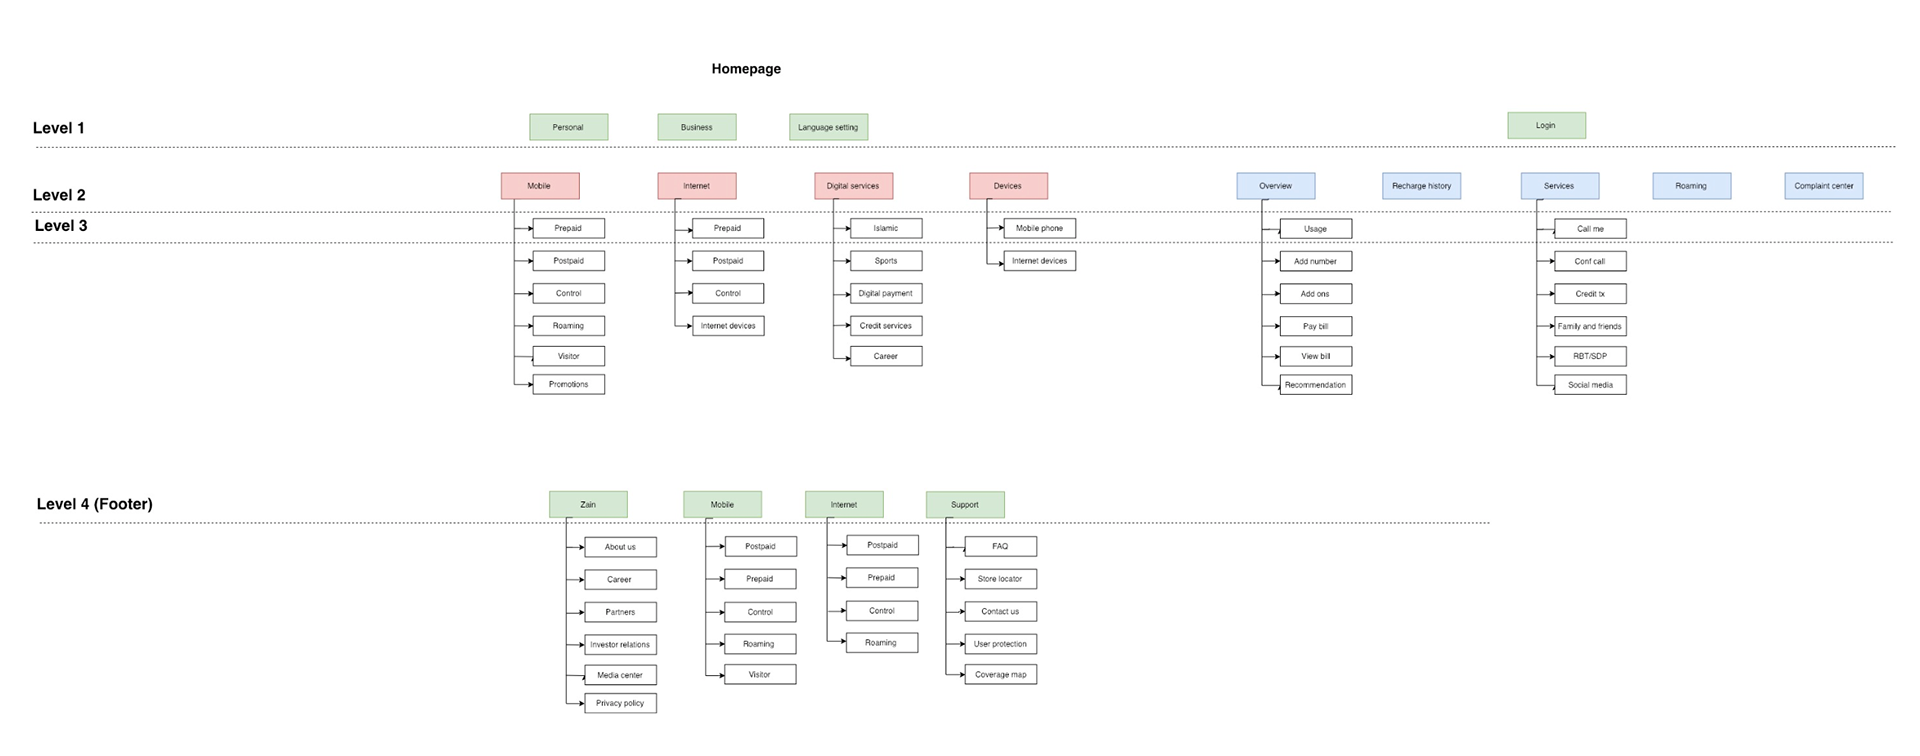 Homepage
Level 1
Personal
Business
Language setting
Login
Level 2
Mobile
Internet
Digital services
Devices
Overview
Recharge history
Services
Roaming
Complaint center
Level 3
Prepaid
Postpaid
Control
Roaming
Visitor
Promotions
Prepaid
Postpaid
Control
Internet devices
Islamic
Sports
Digital payment
Credit services
Career
Mobile phone
Internet devices
Usage
Add number
Add ons
Pay bill
View bill
Recommendation
Call me
Conf call
Credit tx
Family and friends
RBT/SDP
Social media
Level 4 (Footer)
Zain
Mobile
Internet
Support
About us
Career
Partners
Investor relations
Media center
Privacy policy
Postpaid
Prepaid
Control
Roaming
Visitor
Postpaid
Prepaid
Control
Roaming
FAQ
Store locator
Contact us
User protection
Coverage map